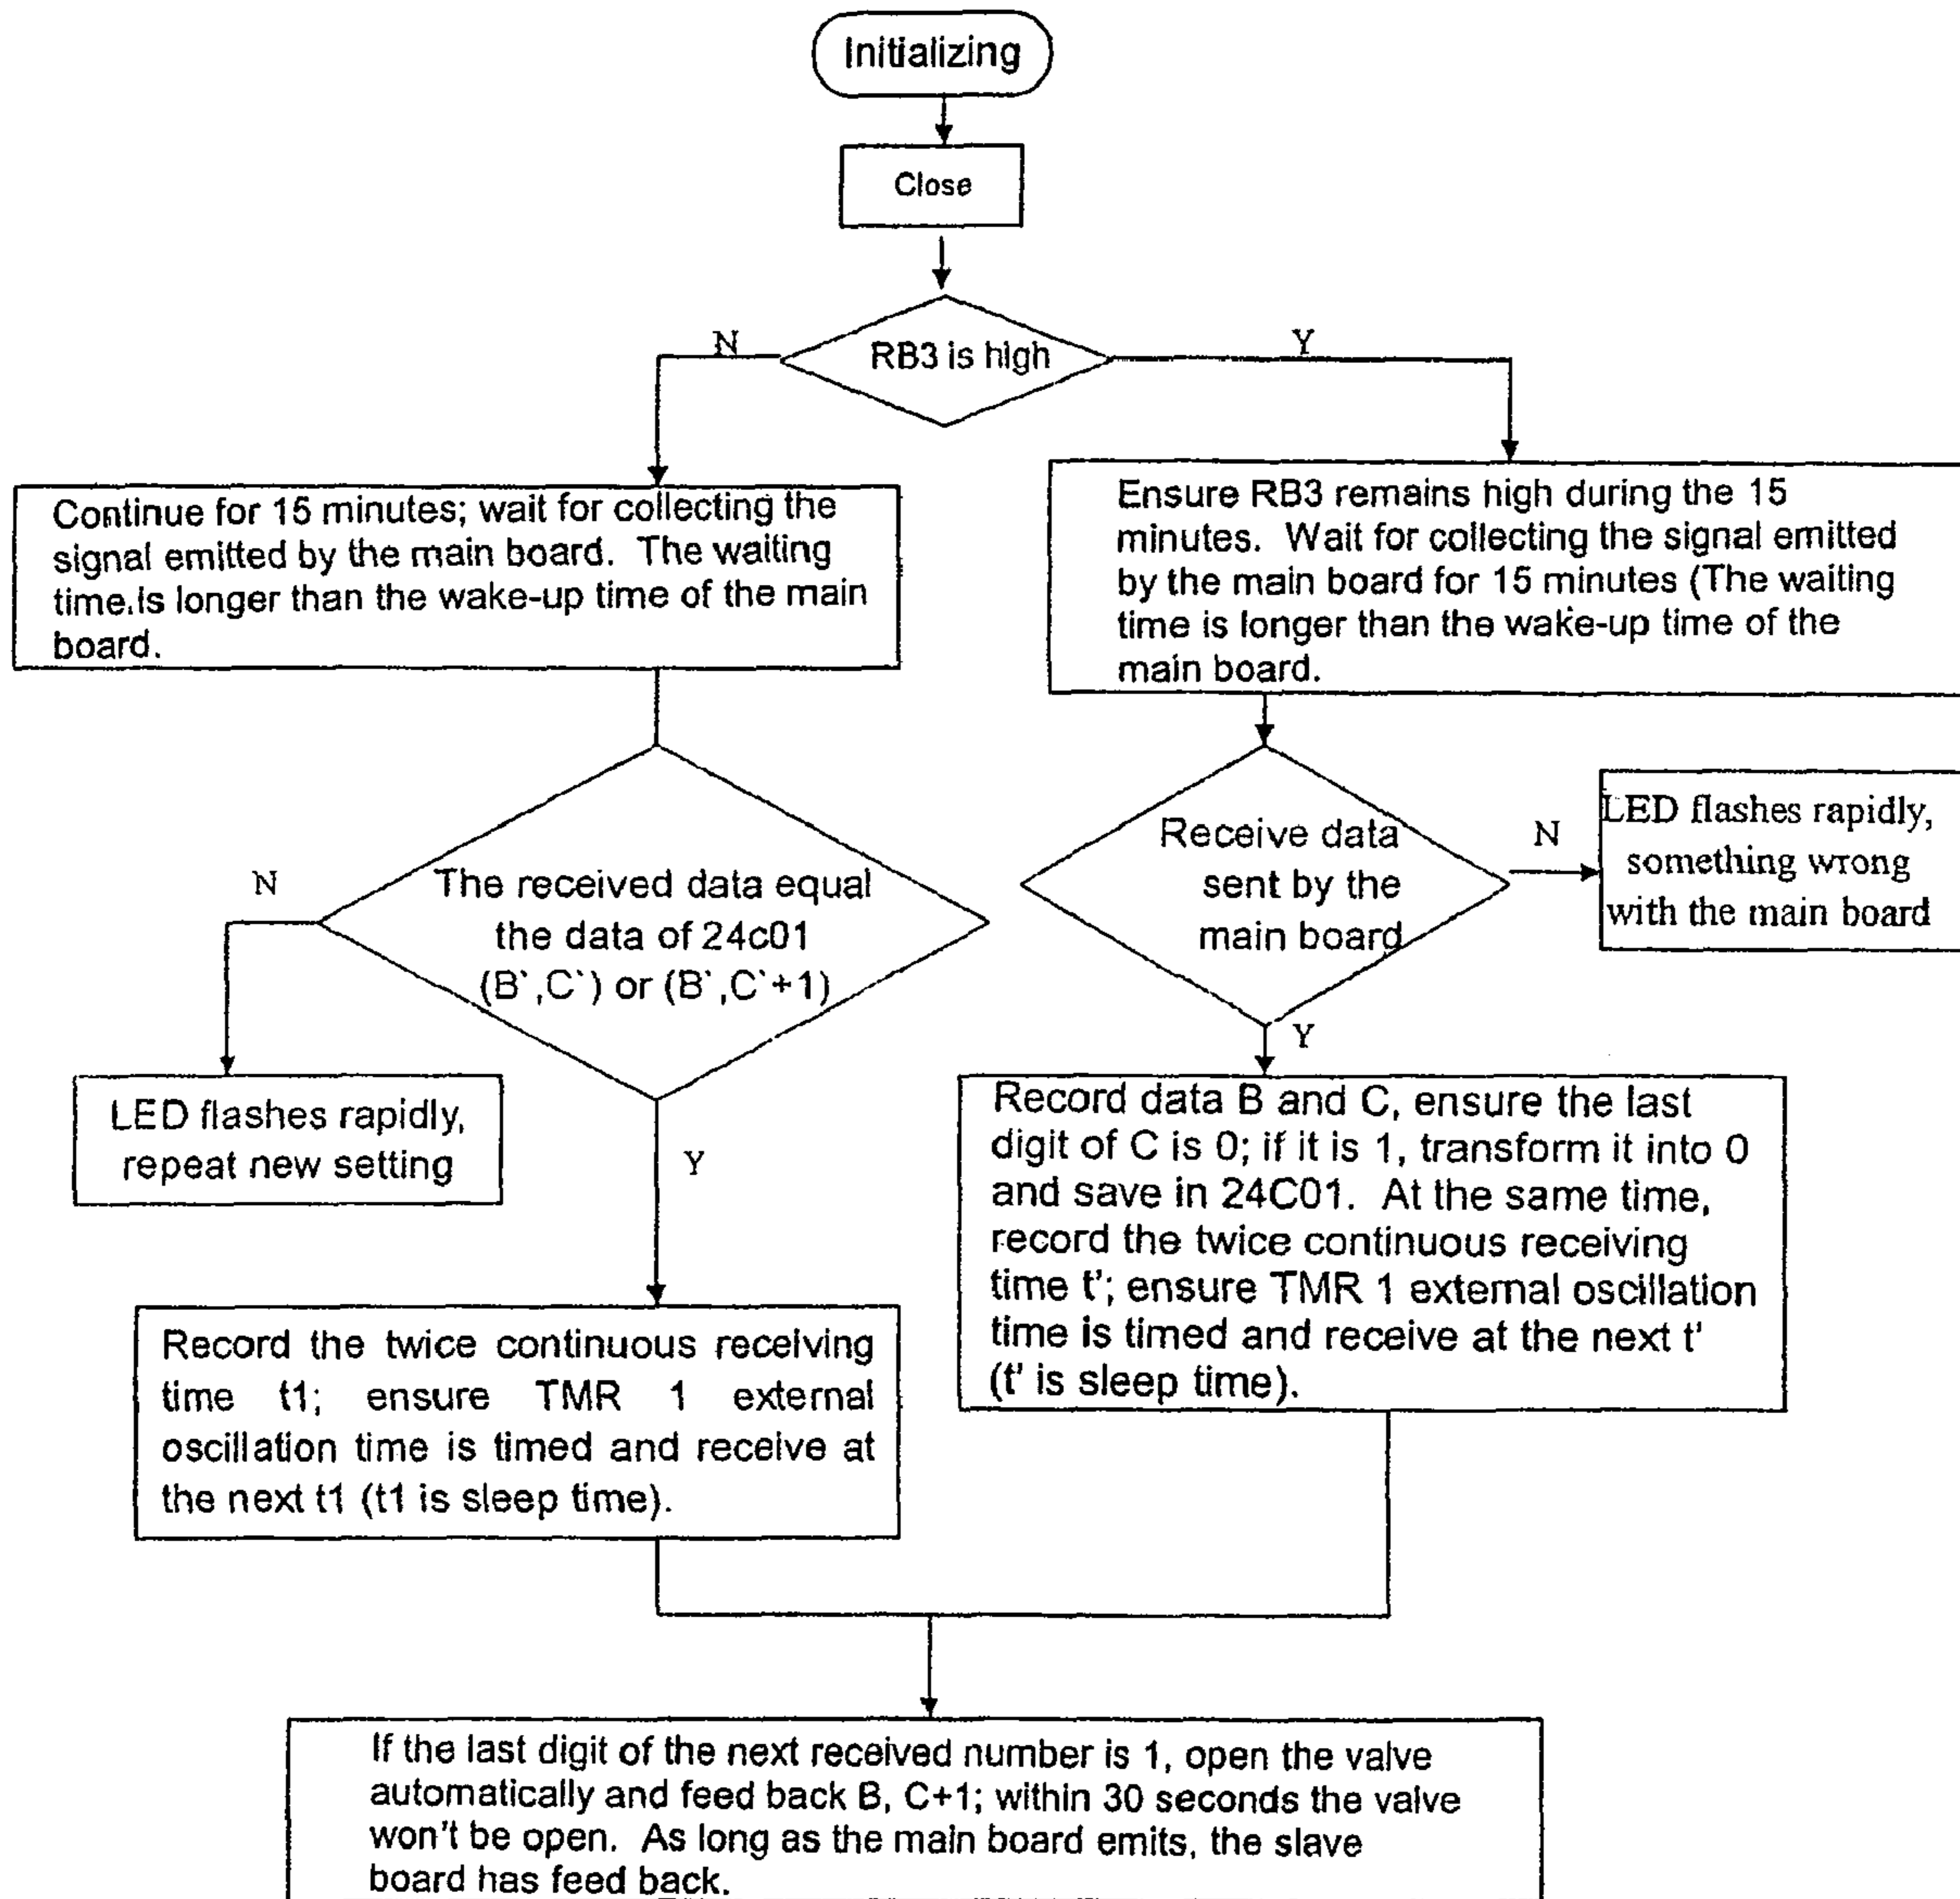 Initializing
Close
RB3 is high
N
Y
Continue for 15 minutes; wait for collecting the
signal emitted by the main board. The waiting
time.is longer than the wake-up time of the main
board.
Ensure RB3 remains high during the 15
minutes. Wait for collecting the signal emitted
by the main board for 15 minutes (The waiting
time is longer than the wake-up time of the
main board.
The received data equal
the data of 24c01
(B`,C`) or (B`,C`+1)
N
Y
Receive data
sent by the
main board
N
LED flashes rapidly,
something wrong
with the main board
Y
LED flashes rapidly,
repeat new setting
Record data B and C, ensure the last
digit of C is 0; if it is 1, transform it into 0
and save in 24C01. At the same time,
record the twice continuous receiving
time t'; ensure TMR 1 external oscillation
time is timed and receive at the next t'
(t' is sleep time).
Record the twice continuous receiving
time t1; ensure TMR 1 external
oscillation time is timed and receive at
the next t1 (t1 is sleep time).
If the last digit of the next received number is 1, open the valve
automatically and feed back B, C+1; within 30 seconds the valve
won't be open. As long as the main board emits, the slave
board has feed back.